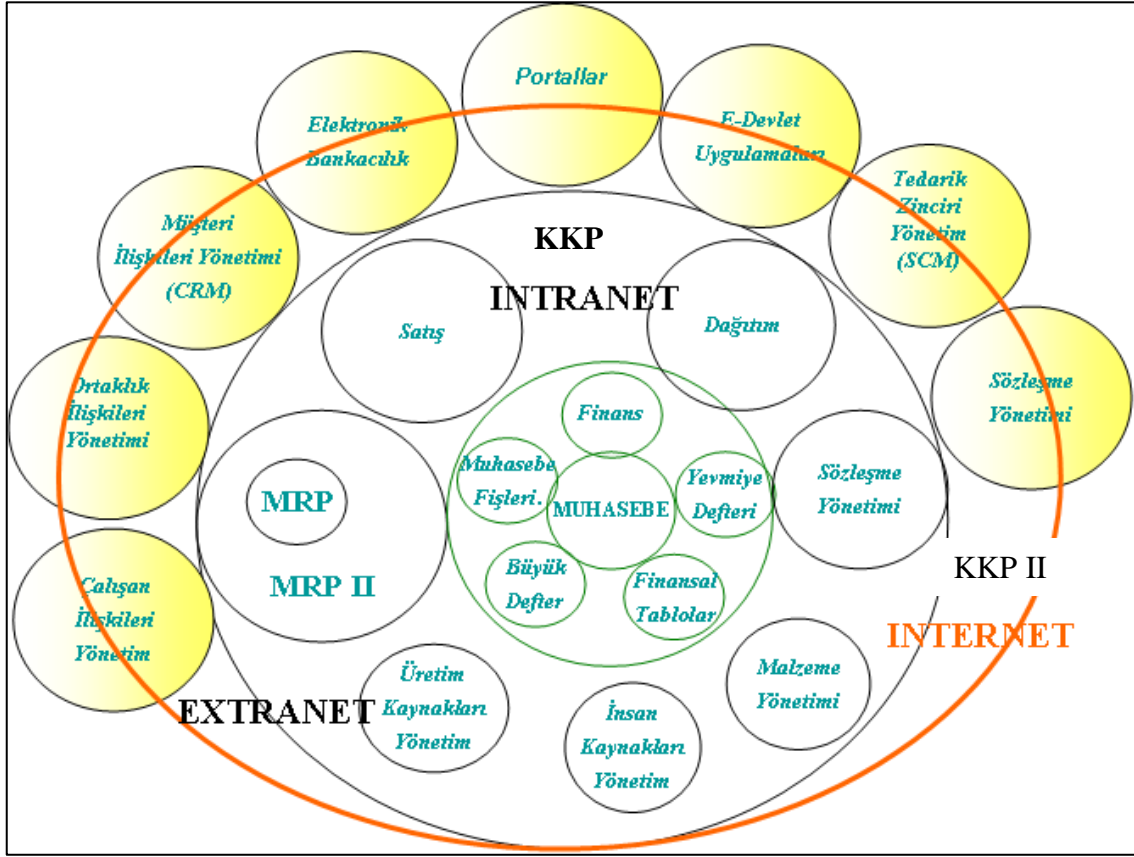 Portallar
Elektronik
Bankacılık
E-Devlet
Uygulamaları
Müşteri
İlişkileri Yönetimi
(CRM)
Tedarik
Zinciri
Yönetim
(SCM)
KKP
INTRANET
Satış
Dağıtım
Ortaklık
İlişkileri
Yönetimi
Sözleşme
Yönetimi
Finans
Muhasebe
Fişleri.
MUHASEBE
Yevmiye
Defteri
Sözleşme
Yönetimi
MRP
MRP II
Büyük
Defter
Finansal
Tablolar
KKP II
INTERNET
Çalışan
İlişkileri
Yönetim
EXTRANET
Üretim
Kaynakları
Yönetim
İnsan
Kaynakları
Yönetim
Malzeme
Yönetimi